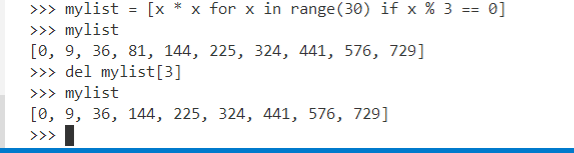 >>> mylist = [x * x for x in range(30) if x % 3 == 0]
>>> mylist
[0, 9, 36, 81, 144, 225, 324, 441, 576, 729]
>>> del mylist[3]
>>> mylist
[0, 9, 36, 144, 225, 324, 441, 576, 729]
>>>